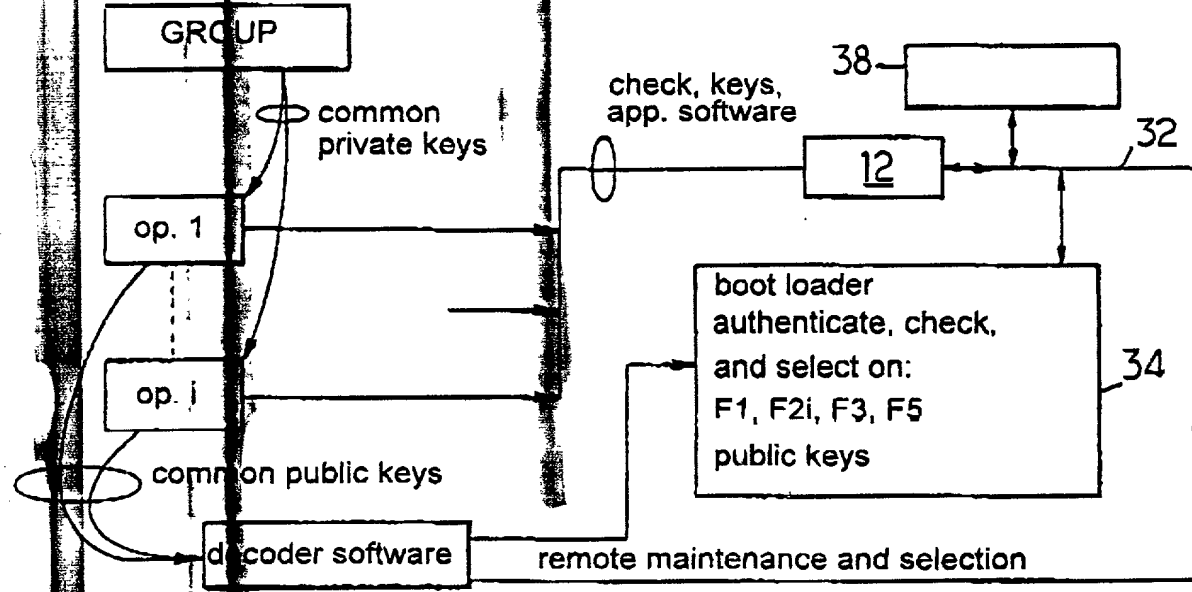 GROUP
common
private keys
check, keys,
app. software
38
12
32
op. 1
op. i
boot loader
authenticate, check,
and select on:
F1, F2i, F3, F5
public keys
34
common public keys
decoder software
remote maintenance and selection